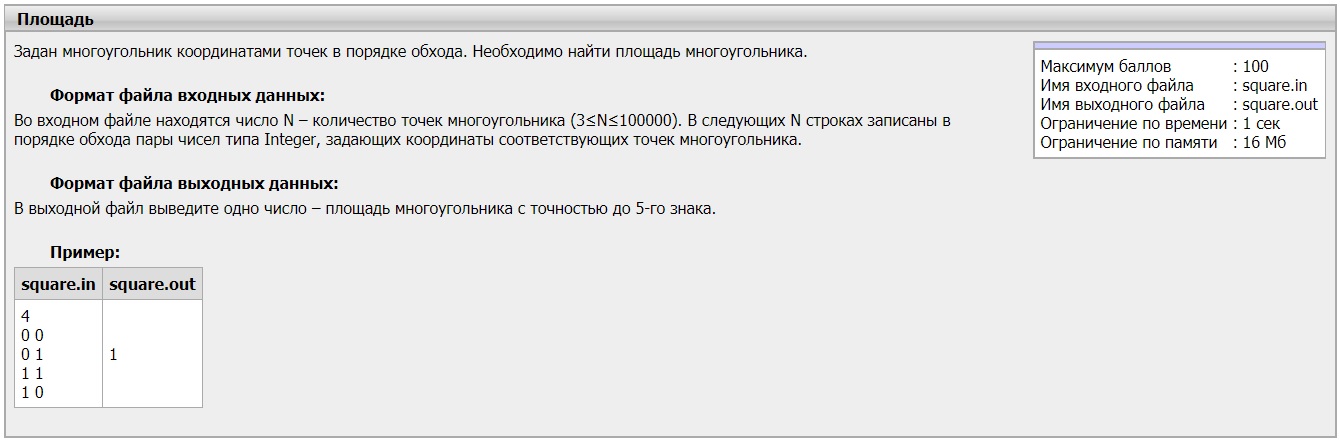 Площадь
Задан многоугольник координатами точек в порядке обхода. Необходимо найти площадь многоугольника.
Максимум баллов : 100
Имя входного файла : square.in
Имя выходного файла : square.out
Ограничение по времени : 1 сек
Ограничение по памяти : 16 Мб
Формат файла входных данных:
Во входном файле находятся число N – количество точек многоугольника (3≤N≤100000). В следующих N строках записаны в
порядке обхода пары чисел типа Integer, задающих координаты соответствующих точек многоугольника.
Формат файла выходных данных:
В выходной файл выведите одно число – площадь многоугольника с точностью до 5-го знака.
Пример:
square.in square.out
4
0 0
0 1 1
1 1
1 0